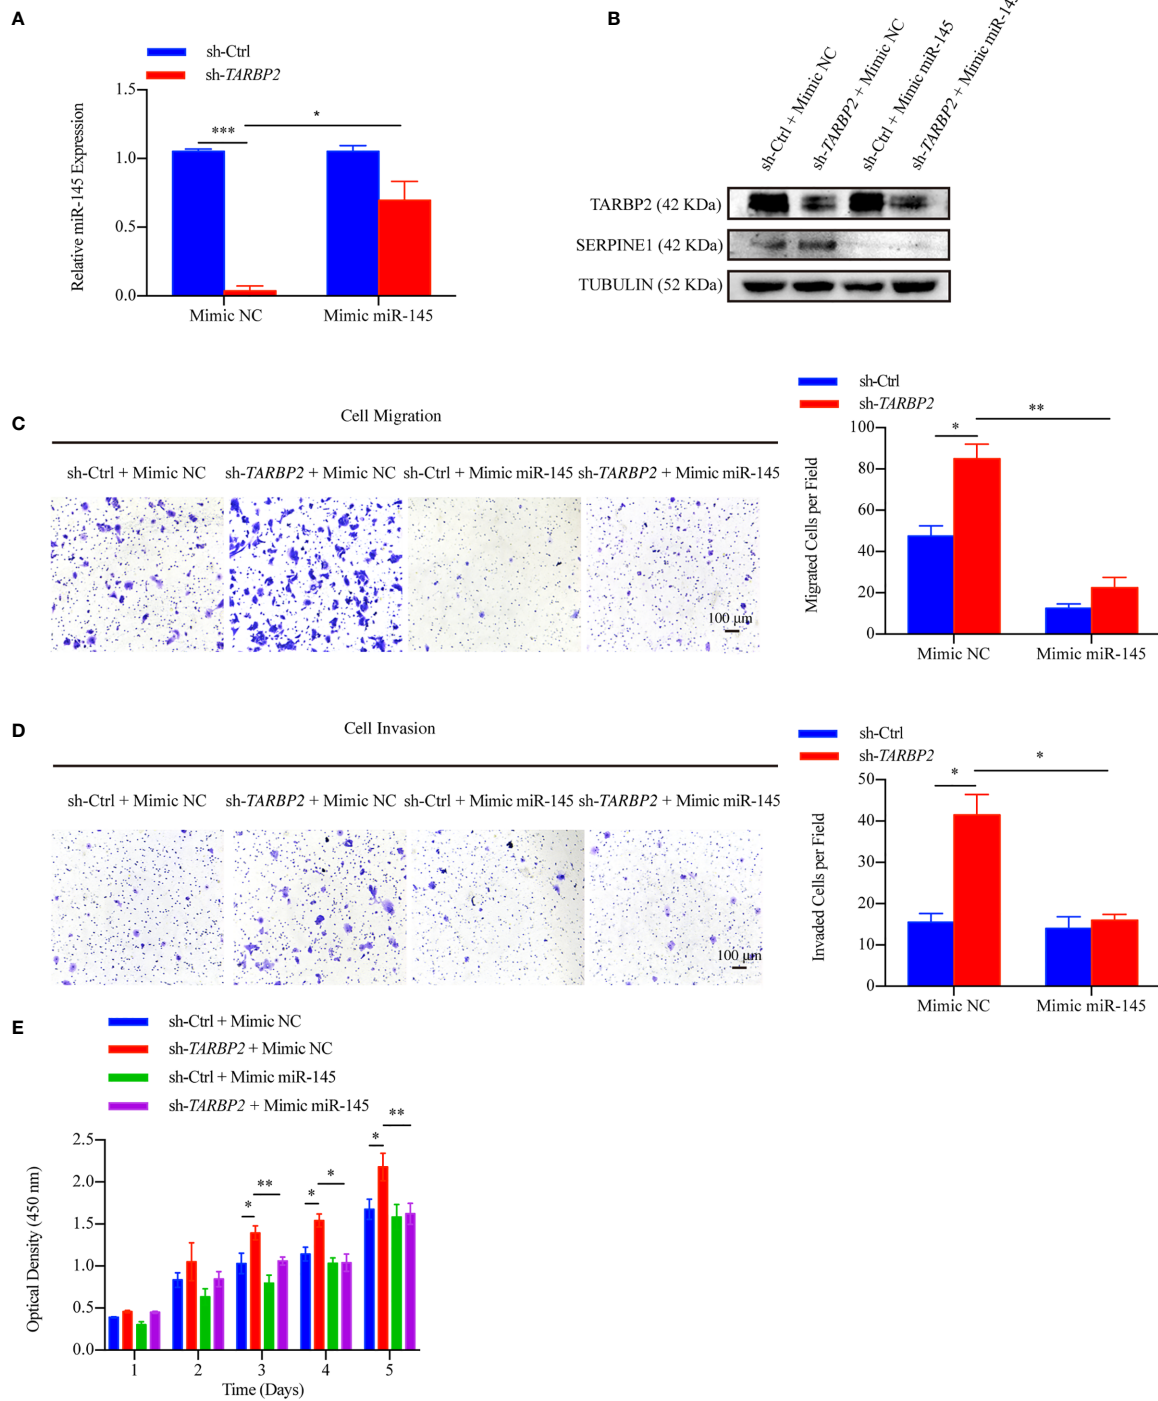 A
sh-Ctrl
sh-TARBP2
Relative miR-145 Expression
1.5
1.0
0.5
0.0
***
*
Mimic NC
Mimic miR-145
B
sh-Ctrl + Mimic NC
sh-TARBP2 + Mimic NC
sh-Ctrl + Mimic miR-145
sh-TARBP2 + Mimic miR-145
TARBP2 (42 KDa)
SERPINE1 (42 KDa)
TUBULIN (52 KDa)
C
Cell Migration
sh-Ctrl + Mimic NC
sh-TARBP2 + Mimic NC
sh-Ctrl + Mimic miR-145
sh-TARBP2 + Mimic miR-145
100 μm
sh-Ctrl
sh-TARBP2
Migrated Cells per Field
100
80
60
40
20
0
*
**
Mimic NC
Mimic miR-145
D
Cell Invasion
sh-Ctrl + Mimic NC
sh-TARBP2 + Mimic NC
sh-Ctrl + Mimic miR-145
sh-TARBP2 + Mimic miR-145
100 μm
sh-Ctrl
sh-TARBP2
Invaded Cells per Field
50
40
30
20
10
0
*
*
Mimic NC
Mimic miR-145
E
sh-Ctrl + Mimic NC
sh-TARBP2 + Mimic NC
sh-Ctrl + Mimic miR-145
sh-TARBP2 + Mimic miR-145
Optical Density (450 nm)
2.5
2.0
1.5
1.0
0.5
0.0
*
**
*
*
*
**
1
2
3
4
5
Time (Days)